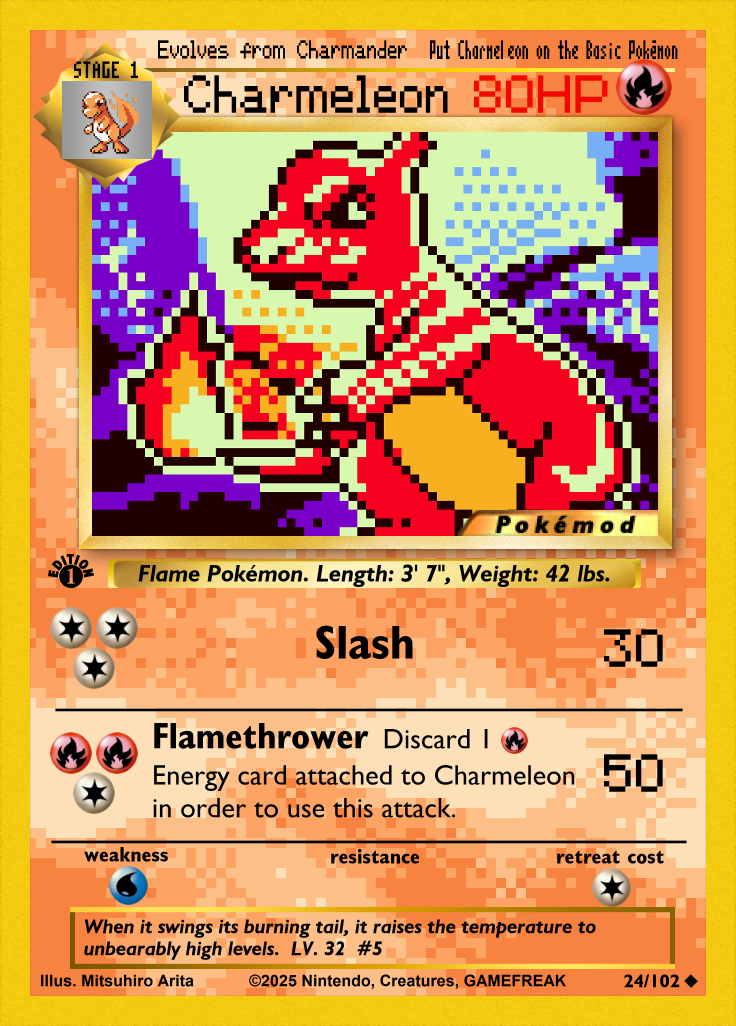 Evolves from Charmander Put Charmeleon on the Basic Pokémon
STAGE 1
Charmeleon 80HP
Pokémod
EDITION 1
Flame Pokémon. Length: 3' 7", Weight: 42 lbs.
Slash 30
Flamethrower Discard 1
Energy card attached to Charmeleon
in order to use this attack.
50
weakness resistance retreat cost
When it swings its burning tail, it raises the temperature to
unbearably high levels. LV. 32 #5
Illus. Mitsuhiro Arita ©2025 Nintendo, Creatures, GAMEFREAK 24/102